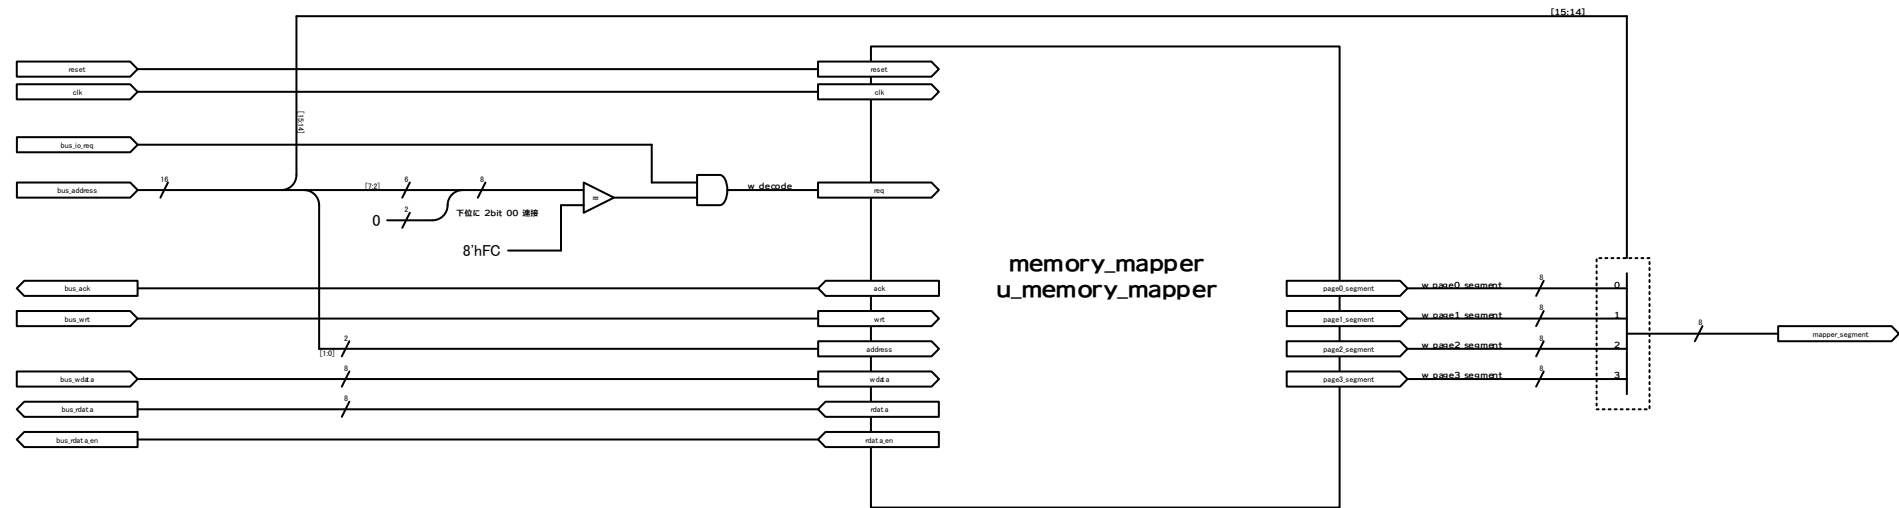 [15:14]
reset
reset
clk
clk
[15:14]
bus_io_req
bus_address
16
[7:2]
6
8
w_decode
req
0
2
下位に 2bit 00 連接
=
8'hFC
memory_mapper
u_memory_mapper
bus_ack
ack
page0_segment
w_page0_segment
8
0
bus_wrt
wrt
page1_segment
w_page1_segment
8
1
8
mapper_segment
[1:0]
2
address
page2_segment
w_page2_segment
8
2
bus_wdata
8
wdata
page3_segment
w_page3_segment
8
3
bus_rdata
8
rdata
bus_rdata_en
rdata_en